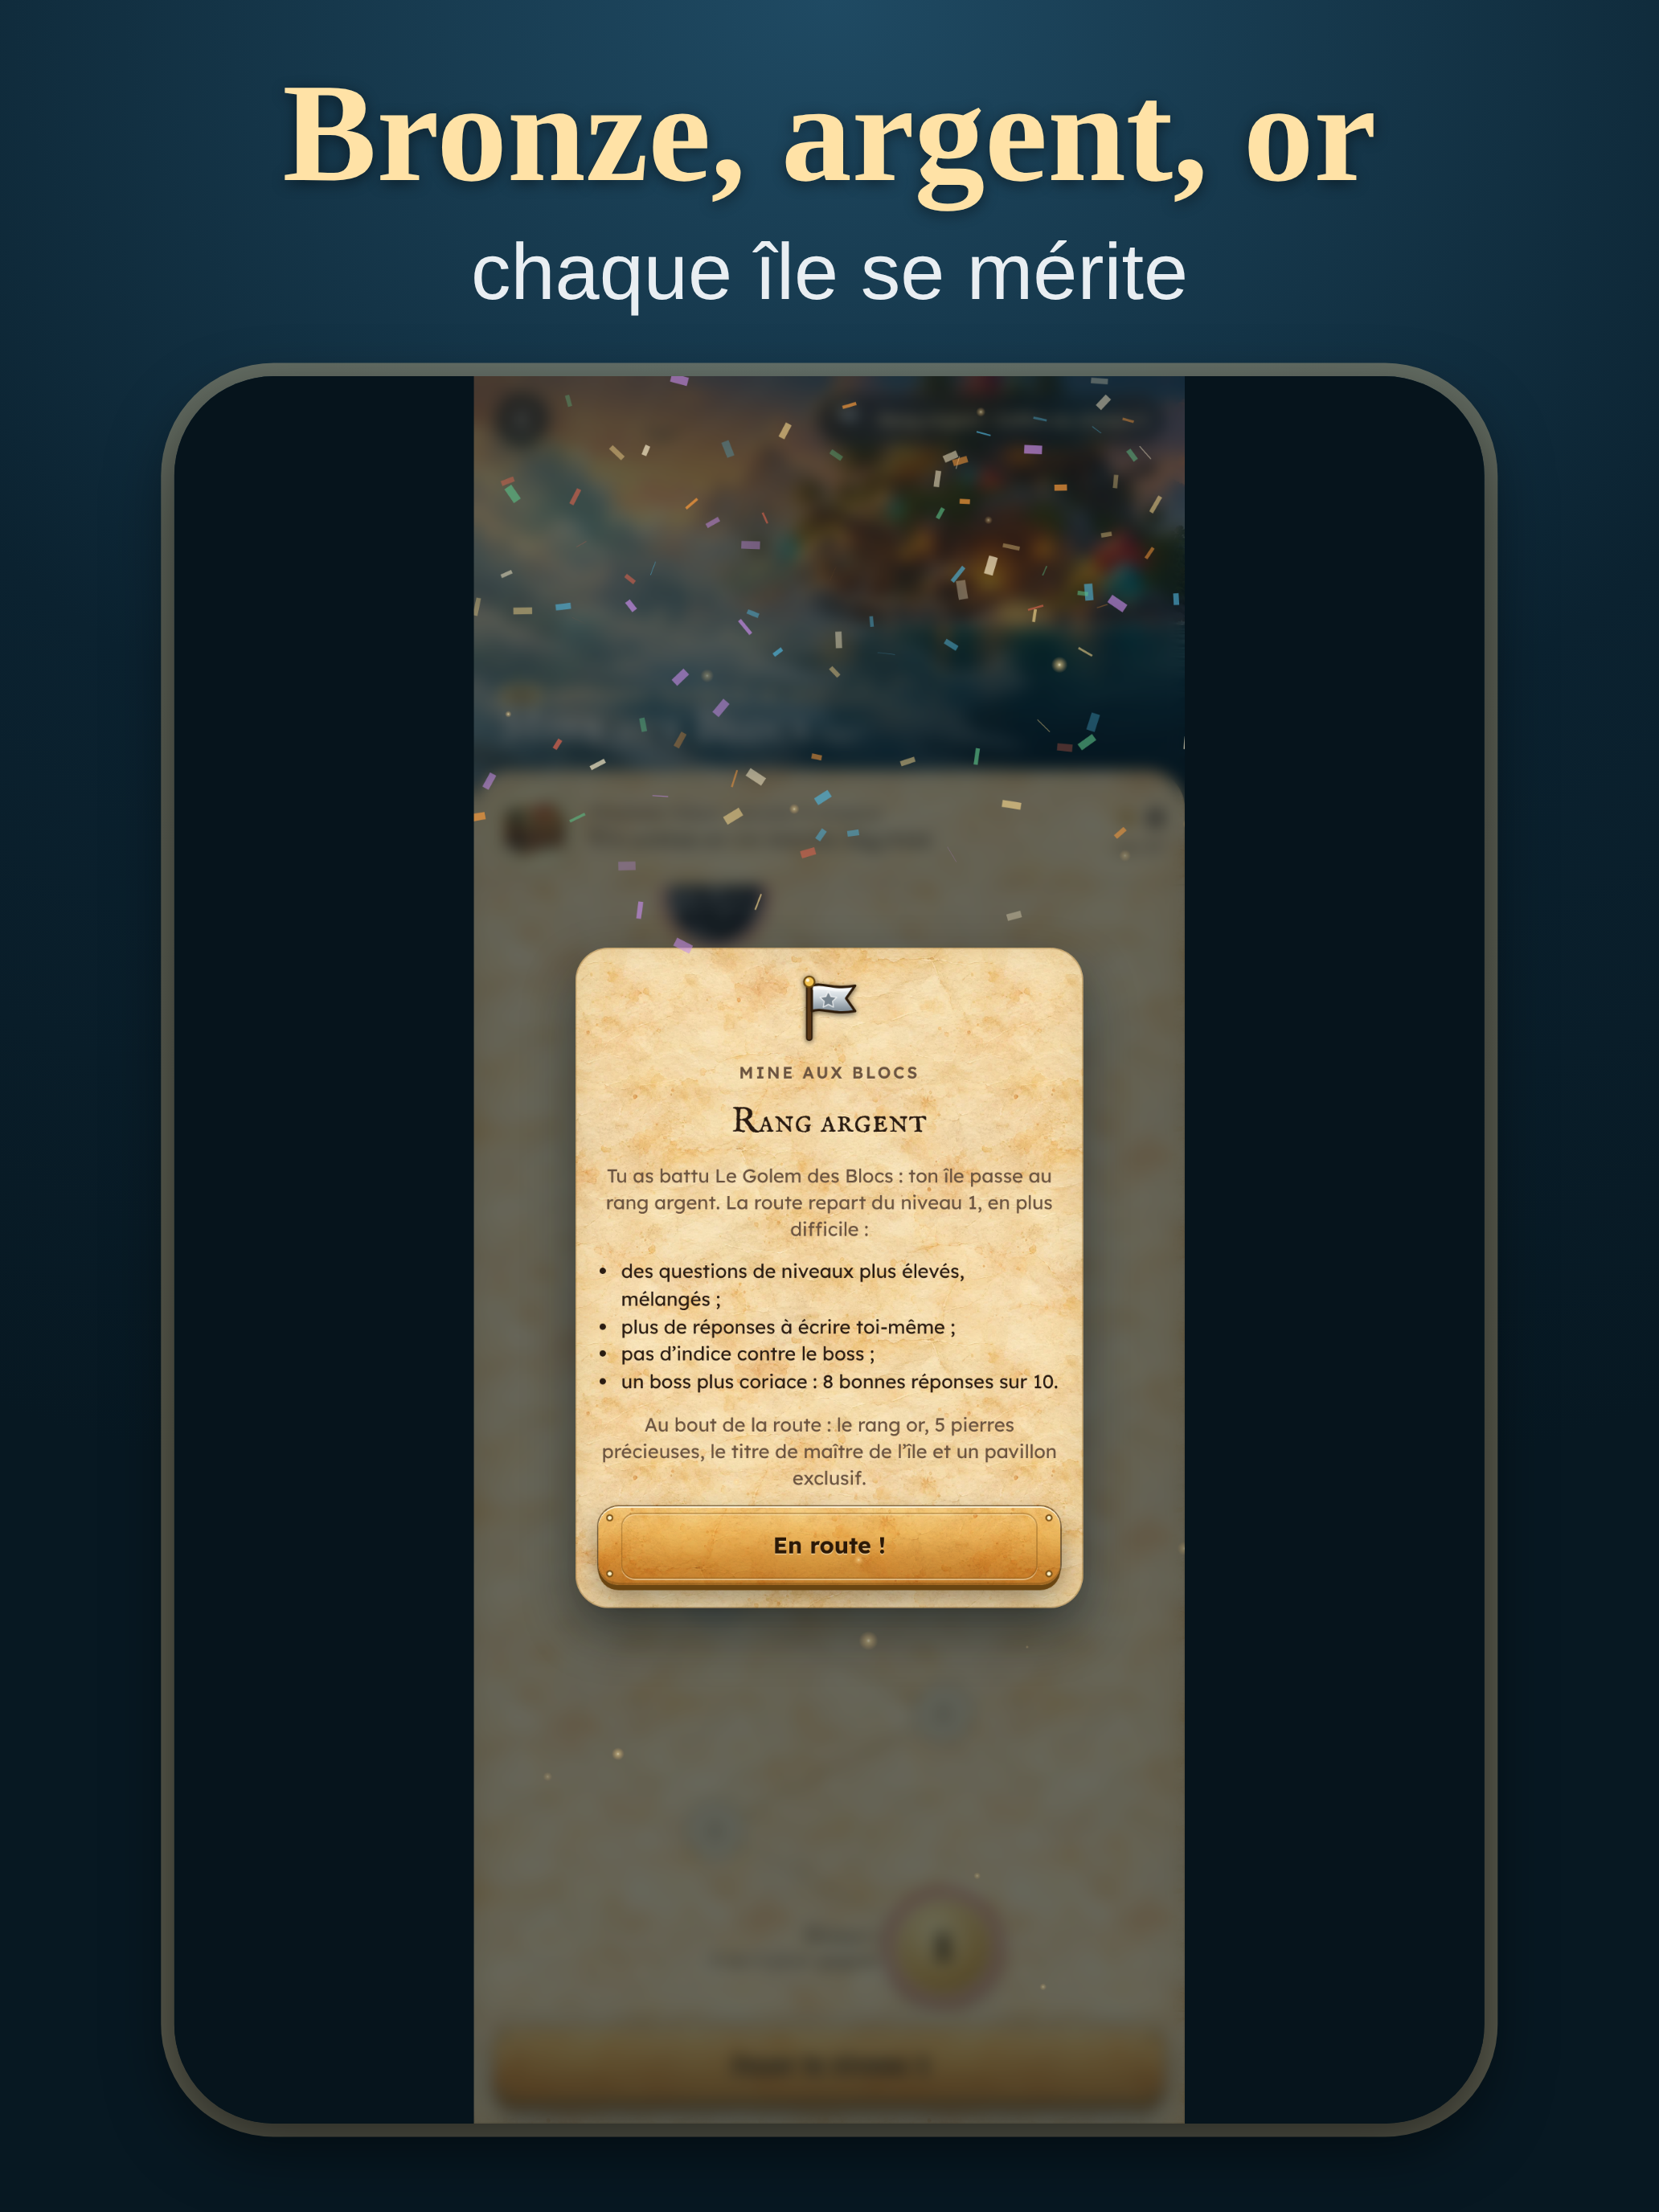 Bronze, argent, or
chaque île se mérite
MINE AUX BLOCS
Rang argent
Tu as battu Le Golem des Blocs : ton île passe au
rang argent. La route repart du niveau 1, en plus
difficile :
• des questions de niveaux plus élevés,
mélangés ;
• plus de réponses à écrire toi-même ;
• pas d’indice contre le boss ;
• un boss plus coriace : 8 bonnes réponses sur 10.
Au bout de la route : le rang or, 5 pierres
précieuses, le titre de maître de l’île et un pavillon
exclusif.
En route !